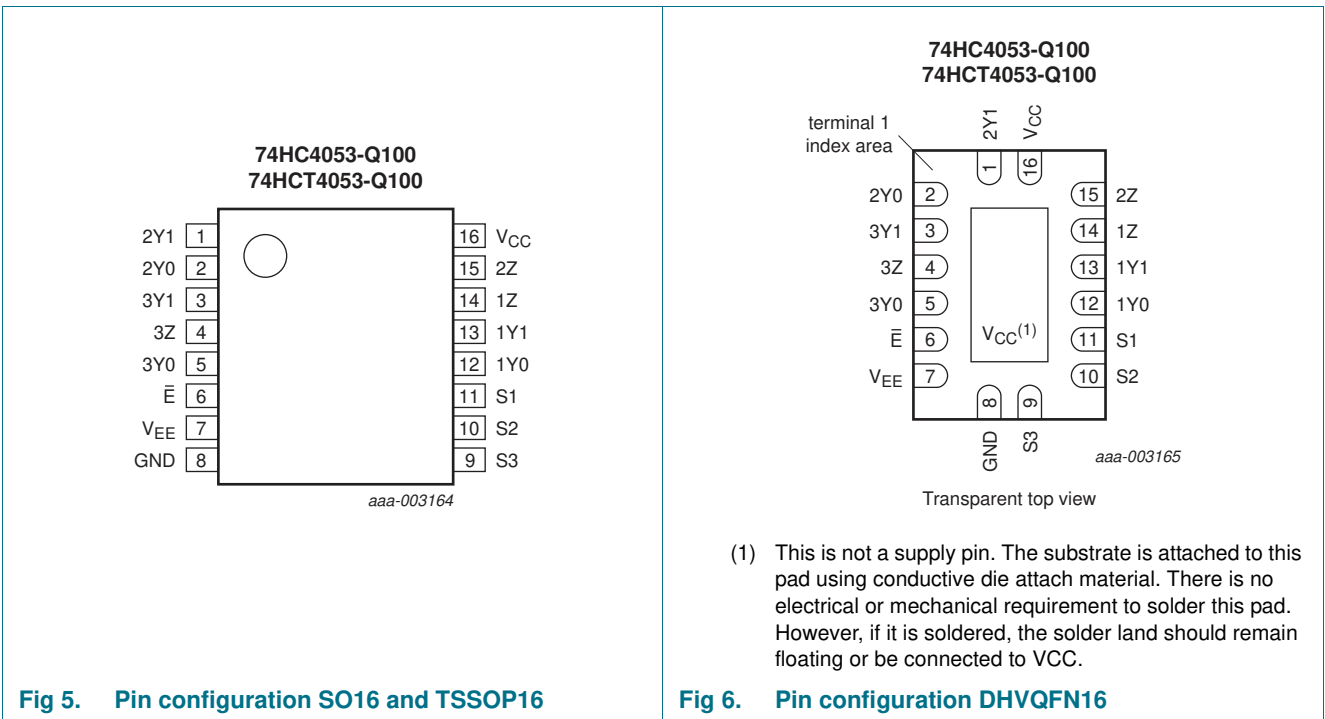 74HC4053-Q100
74HCT4053-Q100
2Y1 1 16 VCC
2Y0 2 15 2Z
3Y1 3 14 1Z
3Z 4 13 1Y1
3Y0 5 12 1Y0
E̅ 6 11 S1
VEE 7 10 S2
GND 8 9 S3
aaa-003164
Fig 5. Pin configuration SO16 and TSSOP16
74HC4053-Q100
74HCT4053-Q100
terminal 1
index area
2Y1 VCC
1 16
2Y0 2 15 2Z
3Y1 3 14 1Z
3Z 4 13 1Y1
3Y0 5 12 1Y0
E̅ 6 VCC(1) 11 S1
VEE 7 10 S2
8 9
GND S3
aaa-003165
Transparent top view
(1) This is not a supply pin. The substrate is attached to this
pad using conductive die attach material. There is no
electrical or mechanical requirement to solder this pad.
However, if it is soldered, the solder land should remain
floating or be connected to VCC.
Fig 6. Pin configuration DHVQFN16